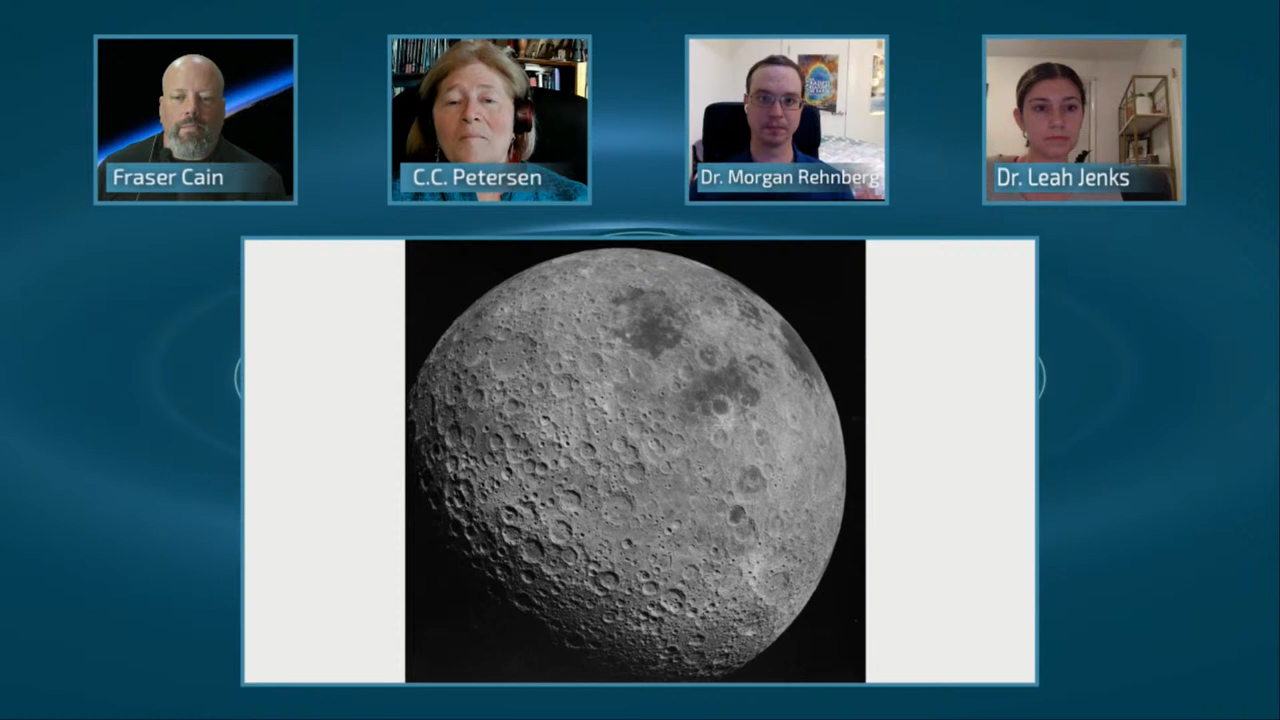 Fraser Cain
C.C. Petersen
Dr. Morgan Rehnberg
Dr. Leah Jenks